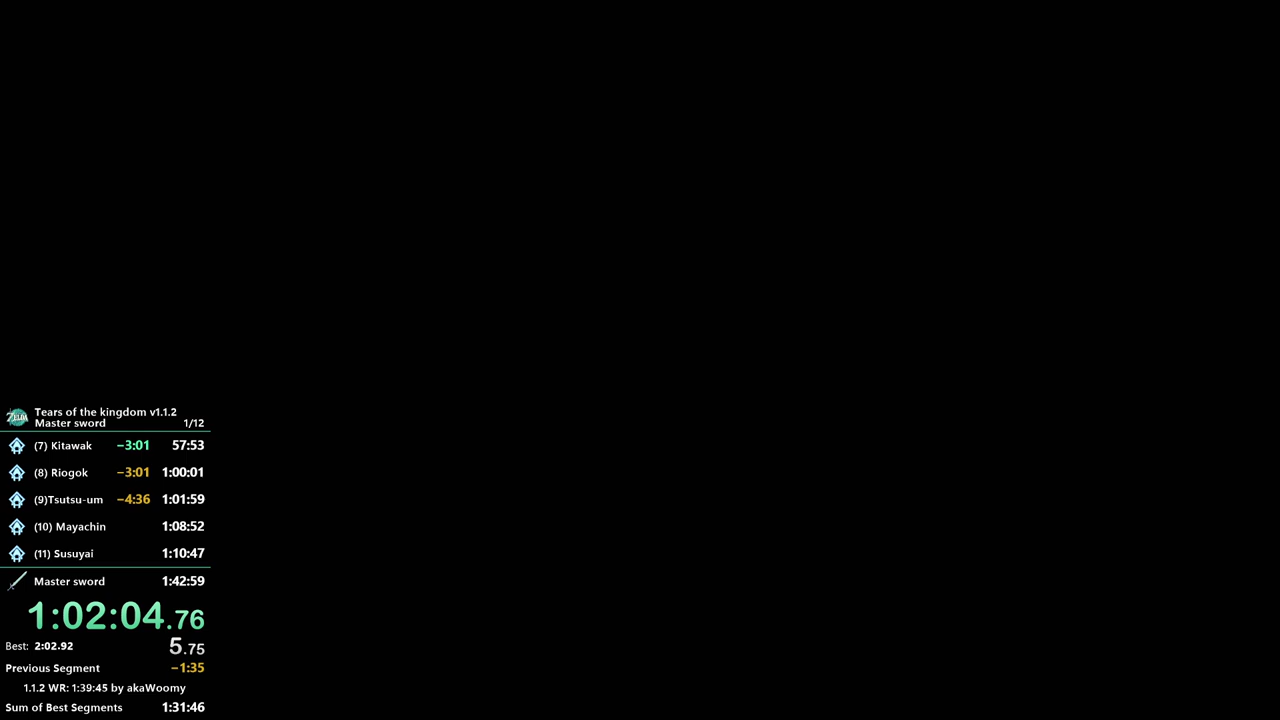 Tears of the kingdom v1.1.2
Master sword 1/12
(7) Kitawak −3:01 57:53
(8) Riogok −3:01 1:00:01
(9)Tsutsu-um −4:36 1:01:59
(10) Mayachin 1:08:52
(11) Susuyai 1:10:47
Master sword 1:42:59
1:02:04.76
Best: 2:02.92 5.75
Previous Segment −1:35
1.1.2 WR: 1:39:45 by akaWoomy
Sum of Best Segments 1:31:46